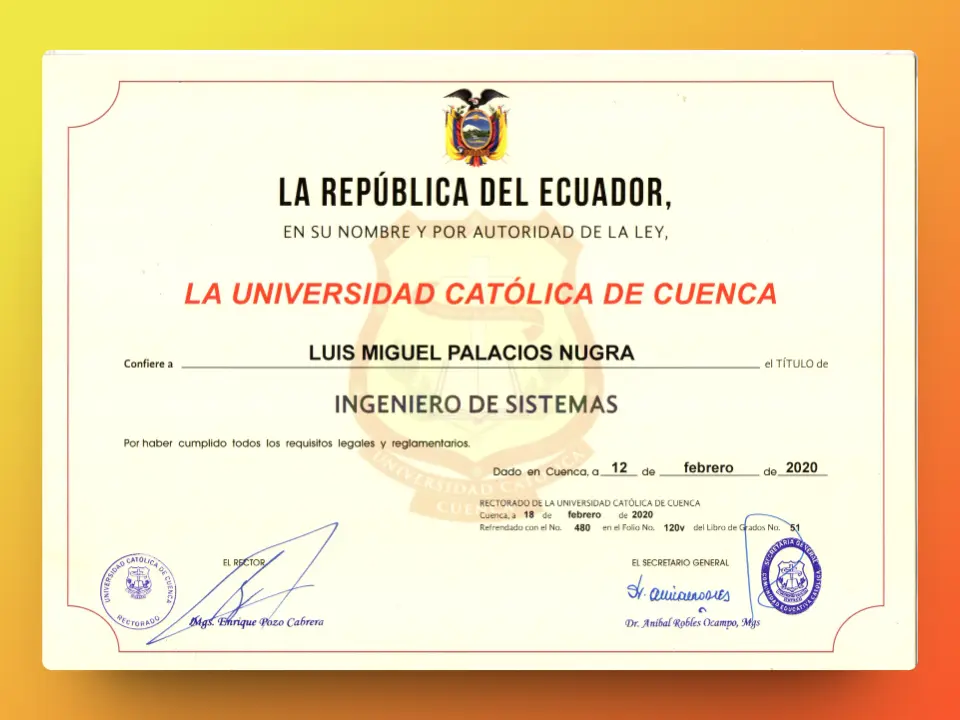 LA REPÚBLICA DEL ECUADOR,
EN SU NOMBRE Y POR AUTORIDAD DE LA LEY,
LA UNIVERSIDAD CATÓLICA DE CUENCA
Confiere a LUIS MIGUEL PALACIOS NUGRA el TÍTULO de
INGENIERO DE SISTEMAS
Por haber cumplido todos los requisitos legales y reglamentarios.
UNIVERSIDAD CATÓLICA
CUENCA
Dado en Cuenca, a 12 de febrero de 2020
RECTORADO DE LA UNIVERSIDAD CATÓLICA DE CUENCA
Cuenca, a 18 de febrero de 2020
Refrendado con el No. 480 en el Folio No. 120v del Libro de Grados No. 51
EL RECTOR
EL SECRETARIO GENERAL
UNIVERSIDAD CATÓLICA DE CUENCA
RECTORADO
SECRETARIA GENERAL
Mgs. Enrique Pozo Cabrera
Dr. Aníbal Robles Ocampo, Mgs